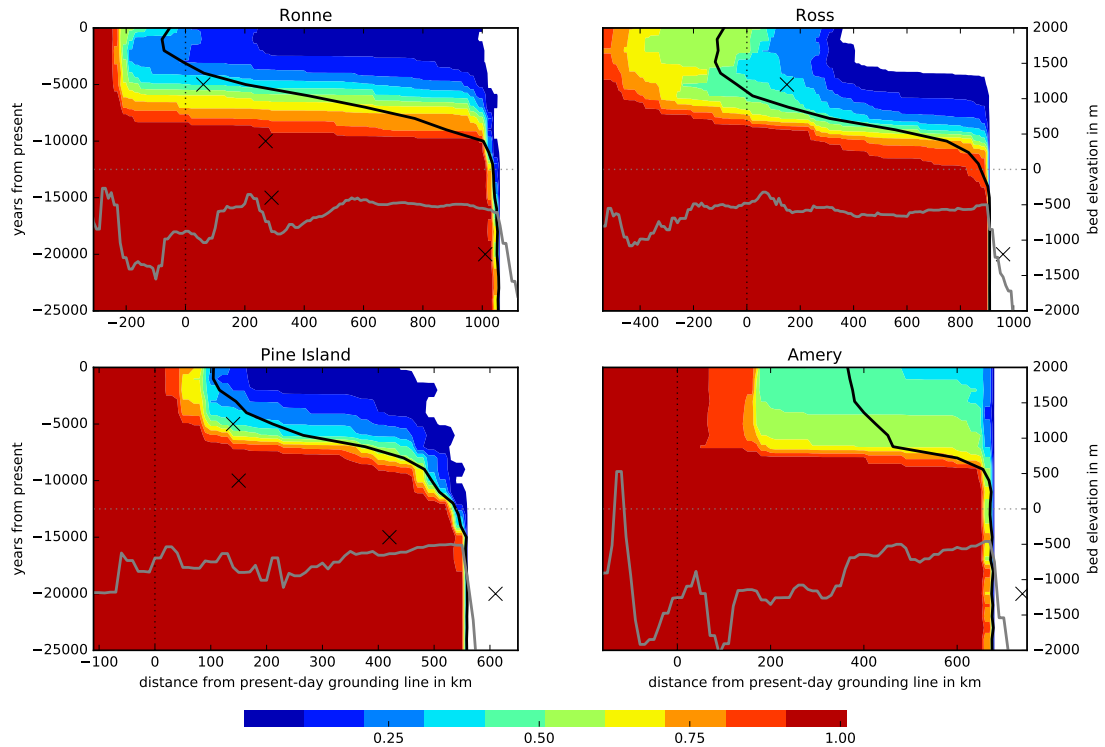 Ronne
Ross
0
−5000
−10000
−15000
−20000
−25000
years from present
−200 0 200 400 600 800 1000
−400 −200 0 200 400 600 800 1000
2000
1500
1000
500
0
−500
−1000
−1500
−2000
bed elevation in m
Pine Island
Amery
0
−5000
−10000
−15000
−20000
−25000
years from present
−100 0 100 200 300 400 500 600
distance from present-day grounding line in km
0 200 400 600
distance from present-day grounding line in km
2000
1500
1000
500
0
−500
−1000
−1500
−2000
bed elevation in m
0.25 0.50 0.75 1.00